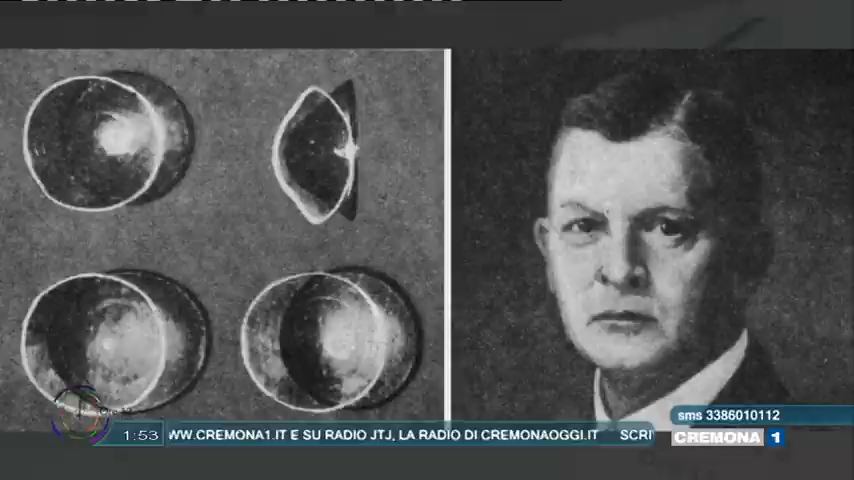 sms 3386010112
1:53 WW.CREMONA1.IT E SU RADIO JTJ, LA RADIO DI CREMONAOGGI.IT SCRI
CREMONA 1